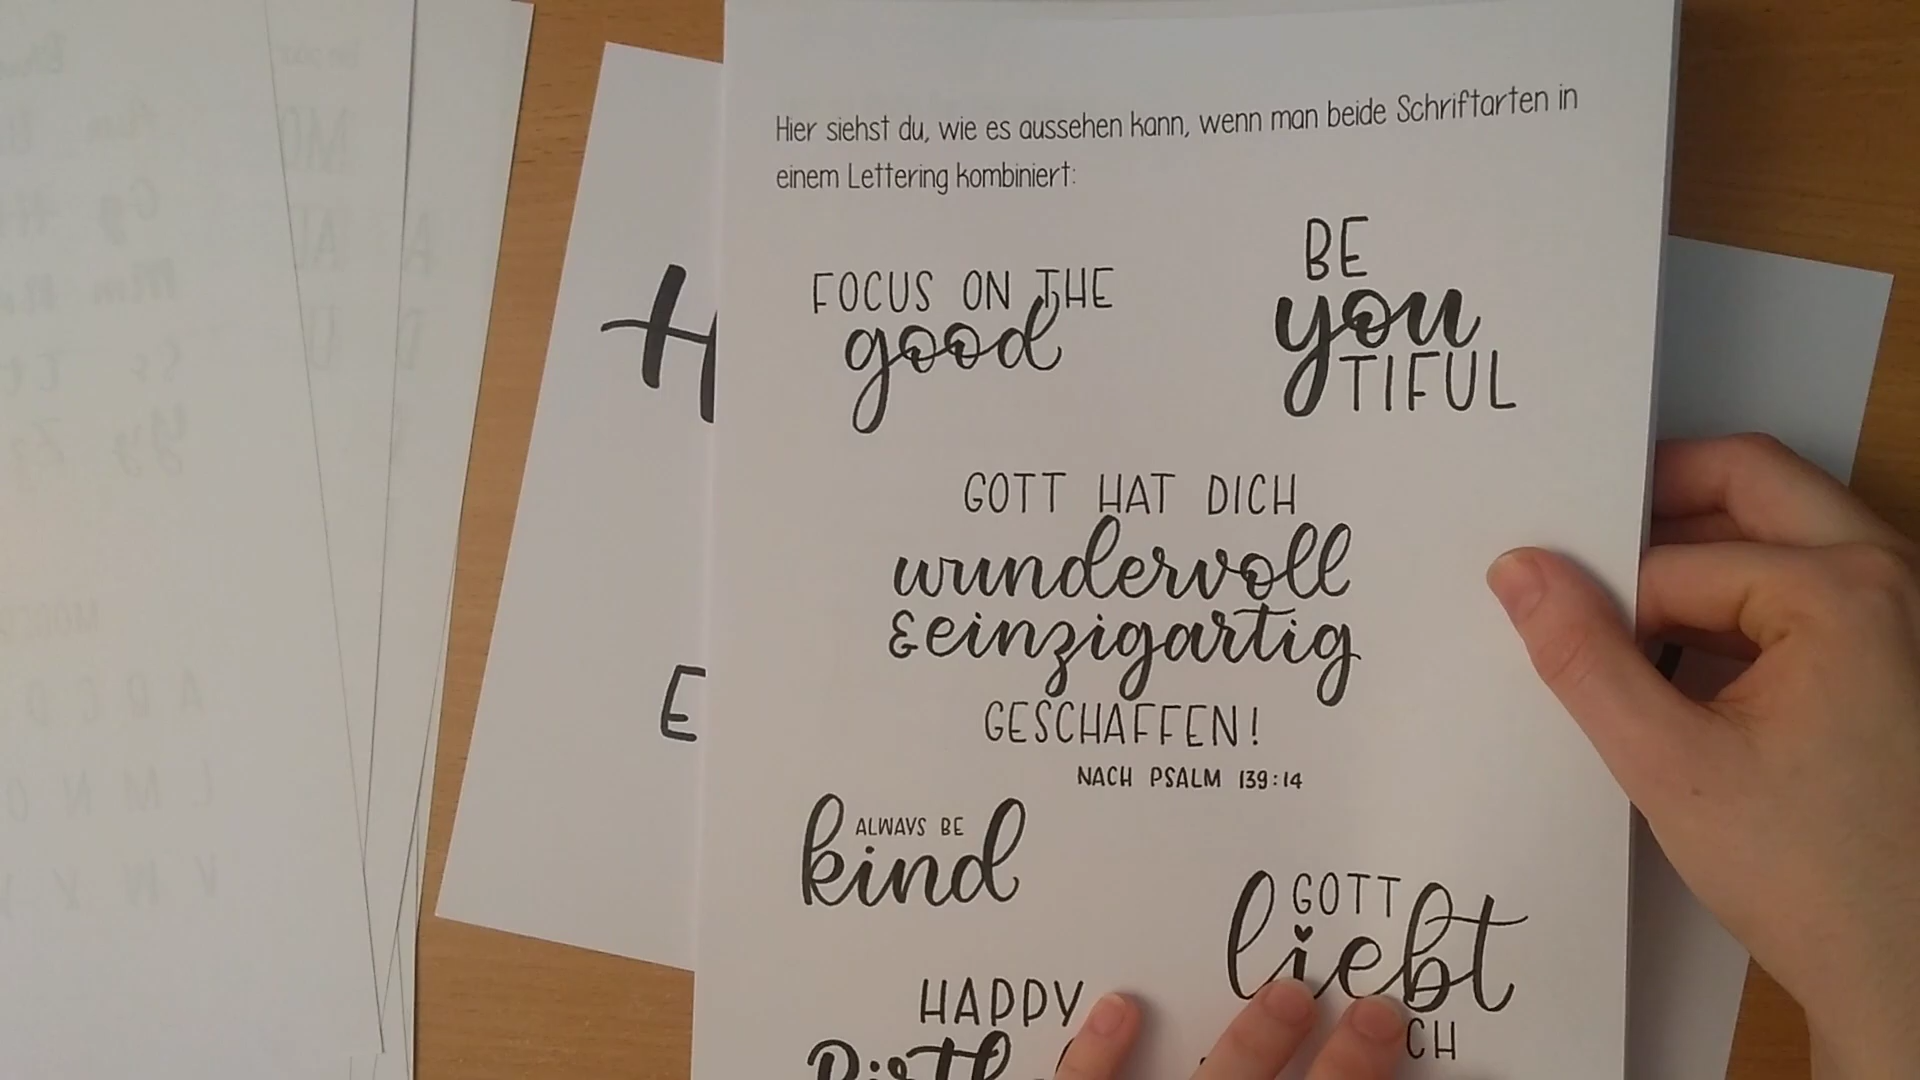 Hier siehst du, wie es aussehen kann, wenn man beide Schriftarten in
einem Lettering kombiniert:
FOCUS ON THE
good
BE
you
TIFUL
GOTT HAT DICH
wundervoll
& einzigartig
GESCHAFFEN!
NACH PSALM 139:14
ALWAYS BE
kind
GOTT
liebt
CH
HAPPY
H
E